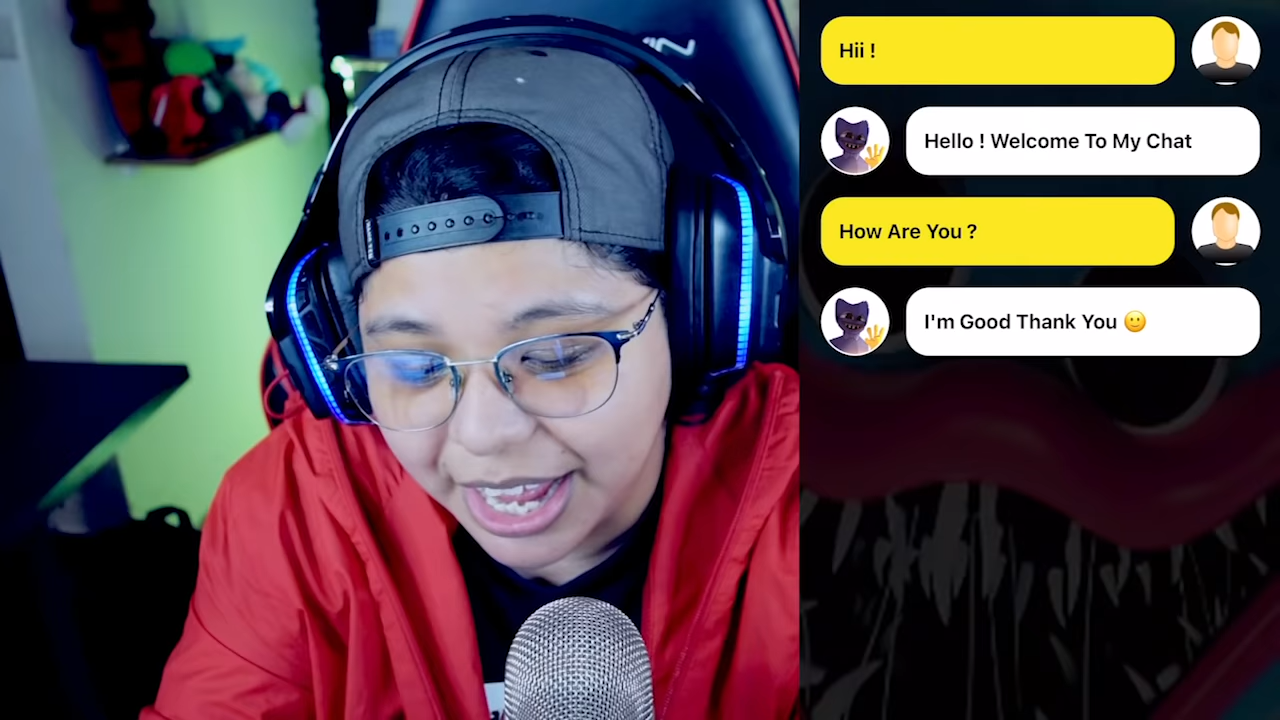 Hii !
Hello ! Welcome To My Chat
How Are You ?
I'm Good Thank You 🙂